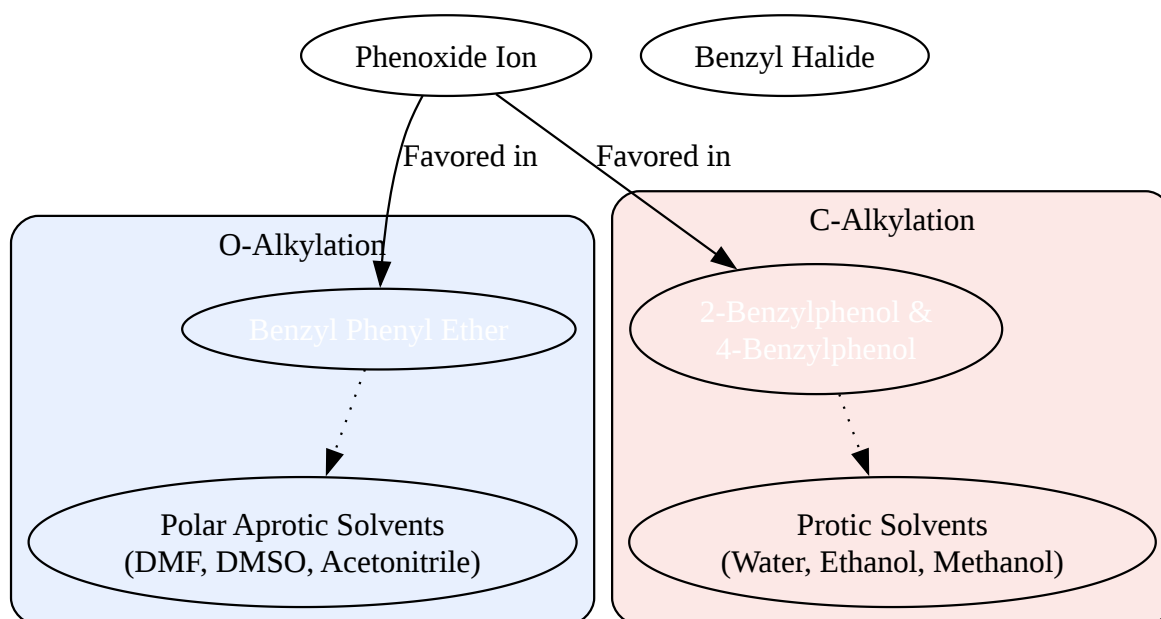 Phenoxide Ion
Benzyl Halide
Favored in
Favored in
O-Alkylation
C-Alkylation
Benzyl Phenyl Ether
2-Benzylphenol &
4-Benzylphenol
Polar Aprotic Solvents
(DMF, DMSO, Acetonitrile)
Protic Solvents
(Water, Ethanol, Methanol)